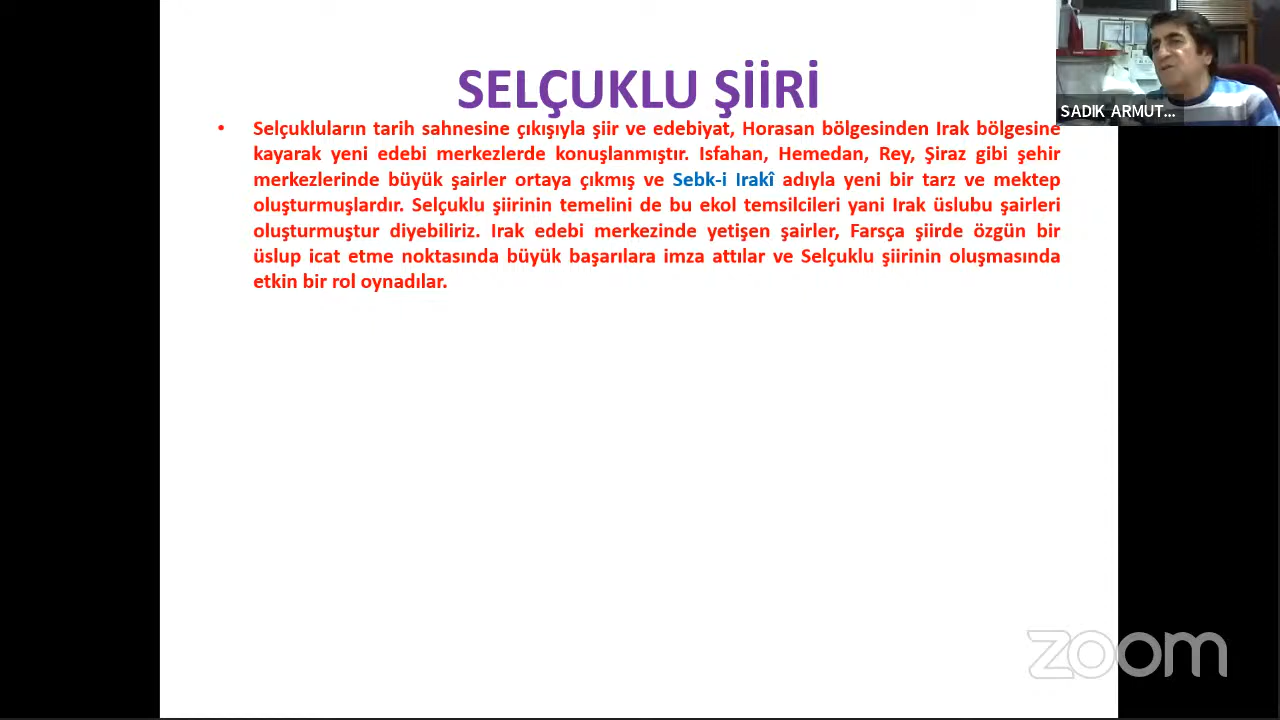 SELÇUKLU ŞİİRİ
SADIK ARMUT...
• Selçukluların tarih sahnesine çıkışıyla şiir ve edebiyat, Horasan bölgesinden Irak bölgesine
kayarak yeni edebi merkezlerde konuşlanmıştır. Isfahan, Hemedan, Rey, Şiraz gibi şehir
merkezlerinde büyük şairler ortaya çıkmış ve Sebk-i Irakî adıyla yeni bir tarz ve mektep
oluşturmuşlardır. Selçuklu şiirinin temelini de bu ekol temsilcileri yani Irak üslubu şairleri
oluşturmuştur diyebiliriz. Irak edebi merkezinde yetişen şairler, Farsça şiirde özgün bir
üslup icat etme noktasında büyük başarılara imza attılar ve Selçuklu şiirinin oluşmasında
etkin bir rol oynadılar.
zoom